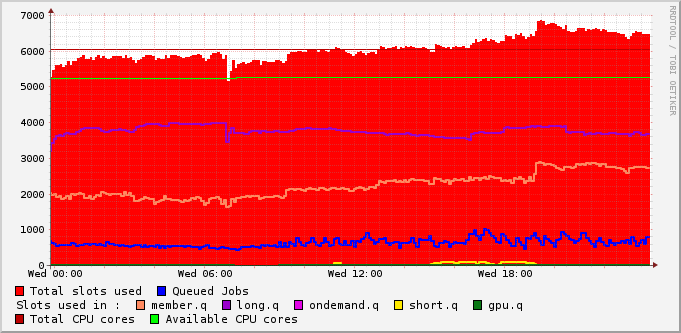 RRDTOOL / TOBI OETIKER
7000
6000
5000
4000
3000
2000
1000
0
Wed 00:00 Wed 06:00 Wed 12:00 Wed 18:00
Total slots used Queued Jobs
Slots used in : member.q long.q ondemand.q short.q gpu.q
Total CPU cores Available CPU cores